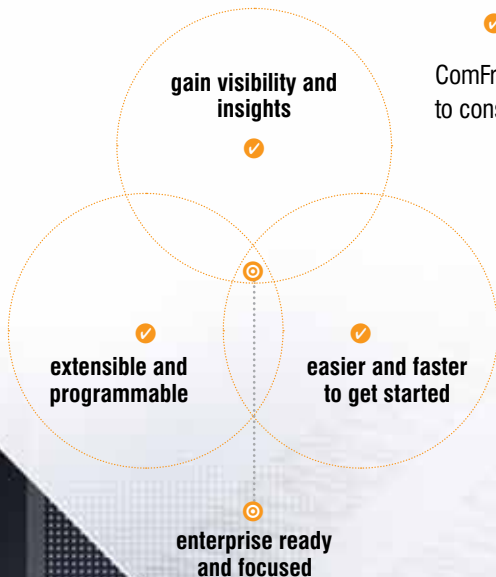 gain visibility and
insights
ComFr
to cons
extensible and
programmable
easier and faster
to get started
enterprise ready
and focused